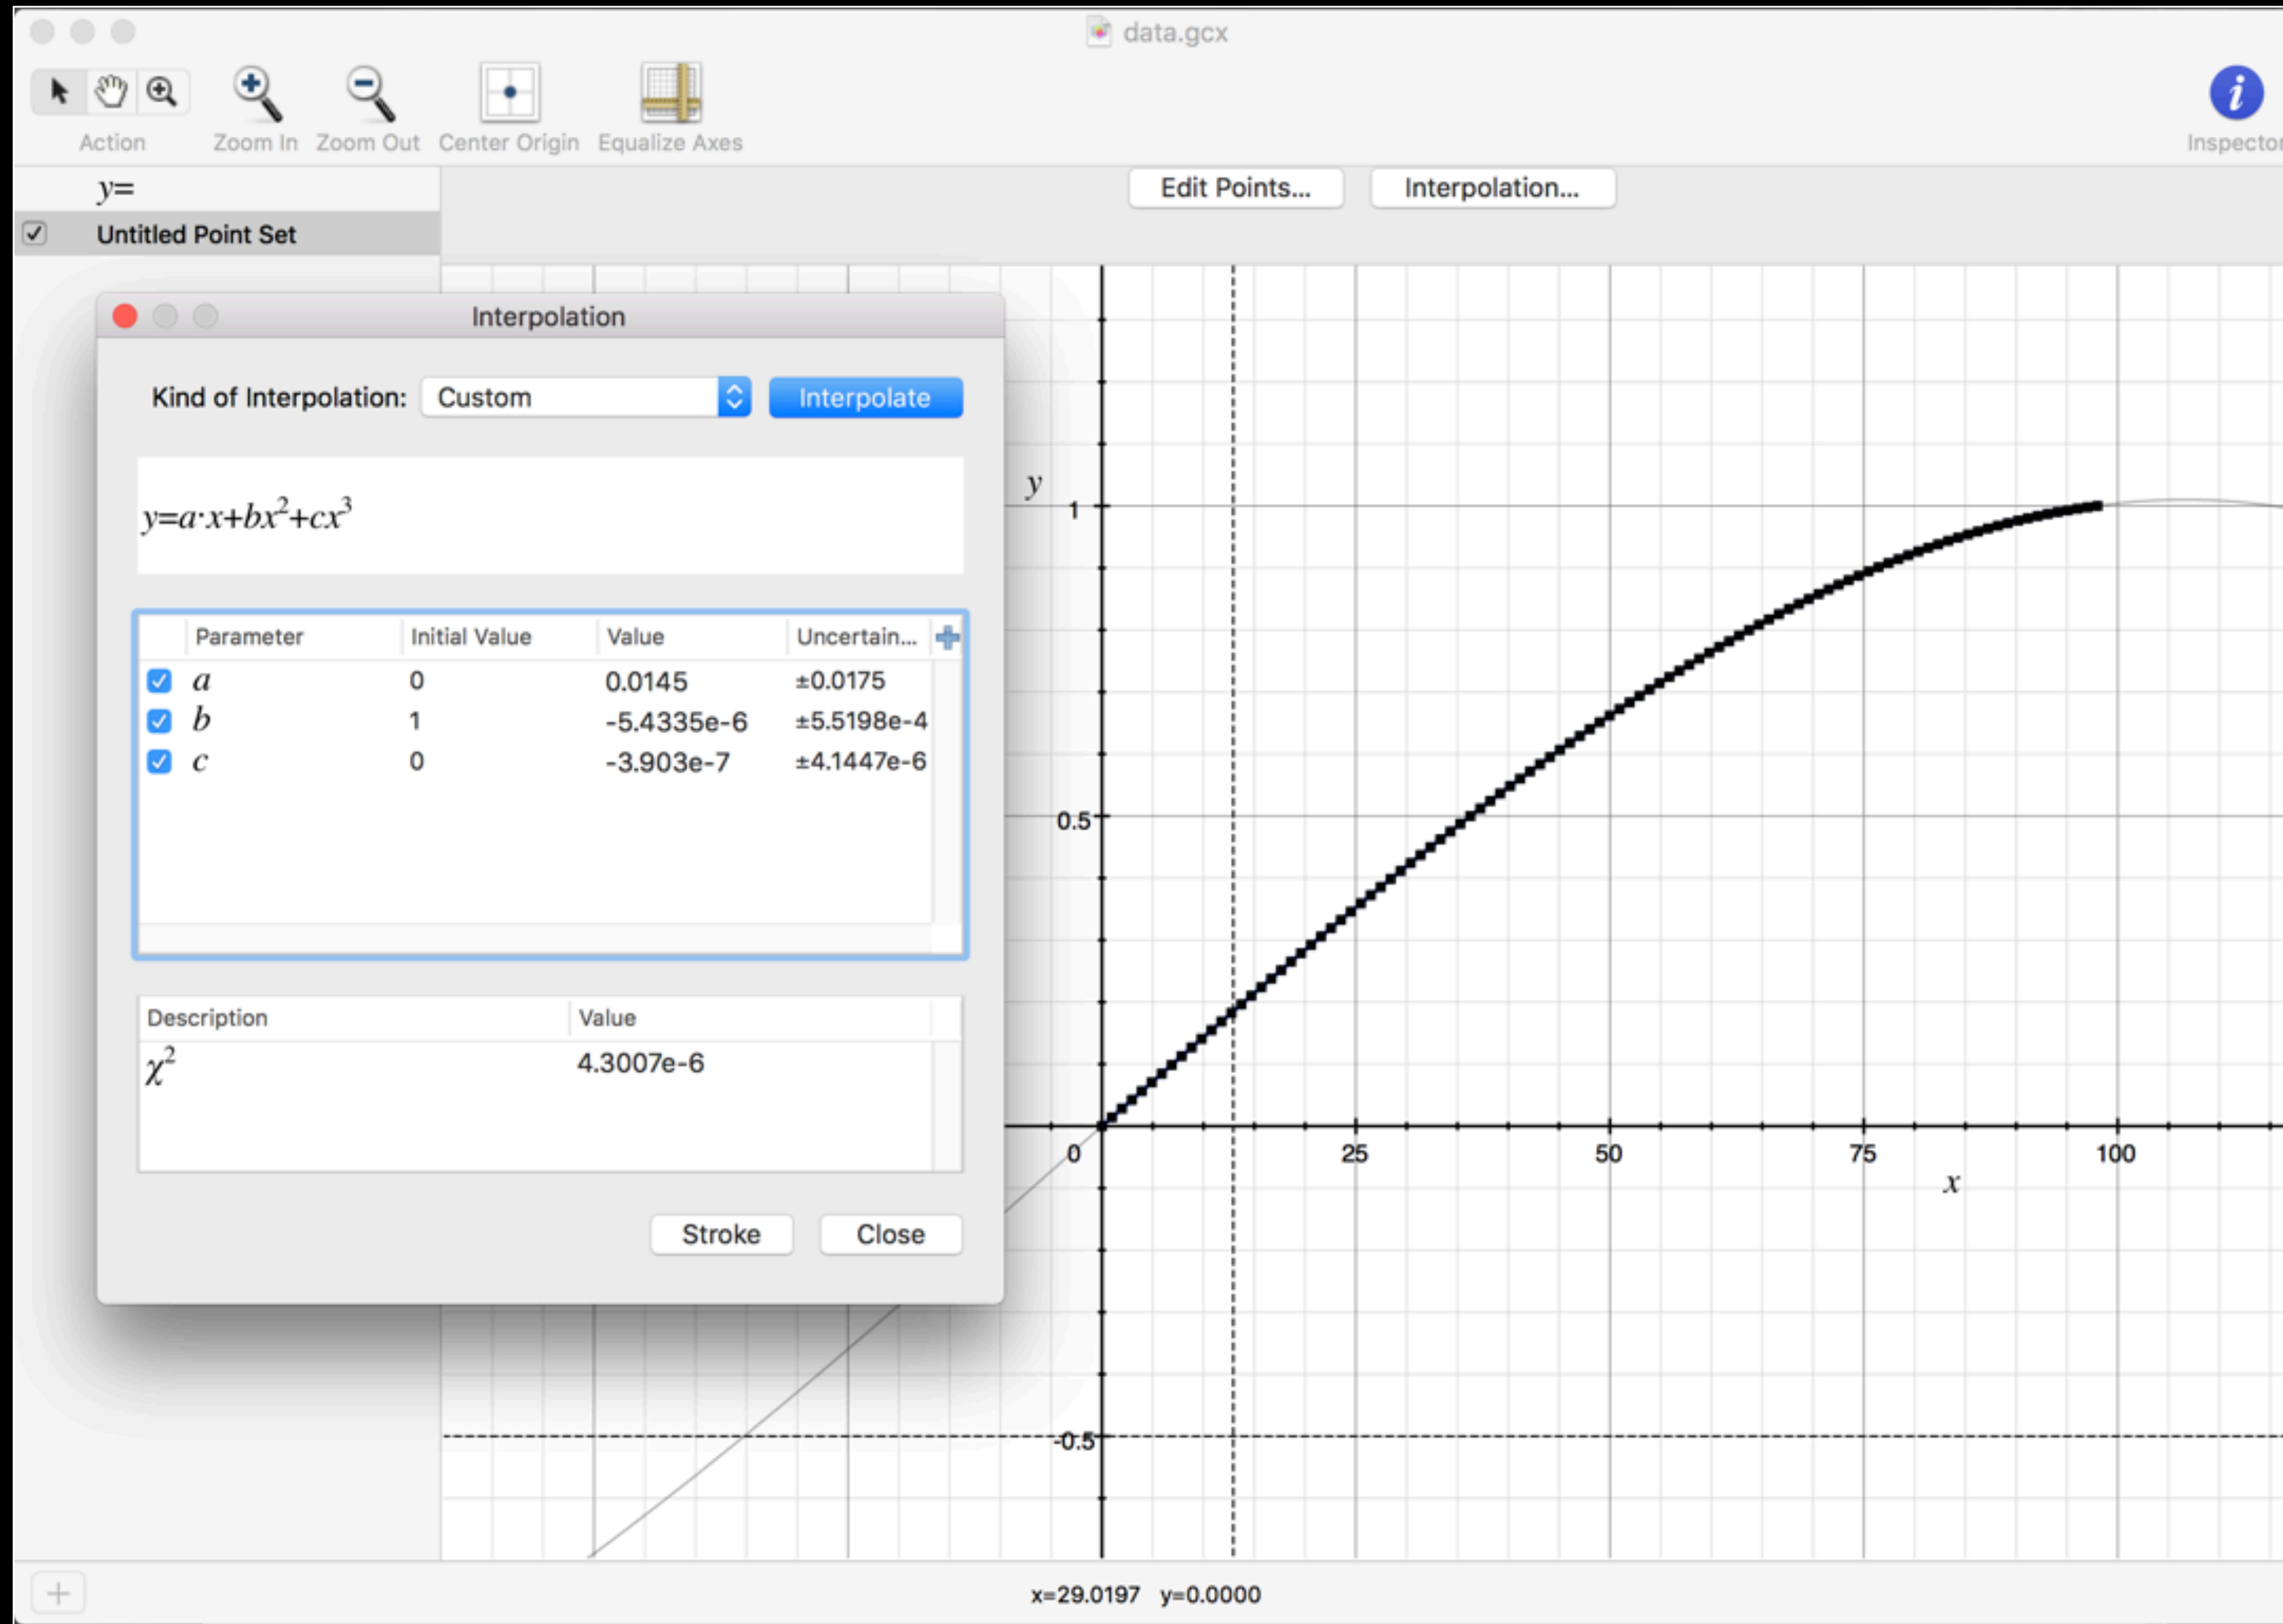 data.gcx
Action
Zoom In
Zoom Out
Center Origin
Equalize Axes
Inspector
y=
Edit Points...
Interpolation...
Untitled Point Set
Interpolation
Kind of Interpolation: Custom
Interpolate
y=a·x+bx²+cx³
Parameter Initial Value Value Uncertain...
a 0 0.0145 ±0.0175
b 1 -5.4335e-6 ±5.5198e-4
c 0 -3.903e-7 ±4.1447e-6
Description Value
χ² 4.3007e-6
Stroke
Close
y
1
0.5
0
25
50
75
100
x
-0.5
x=29.0197 y=0.0000